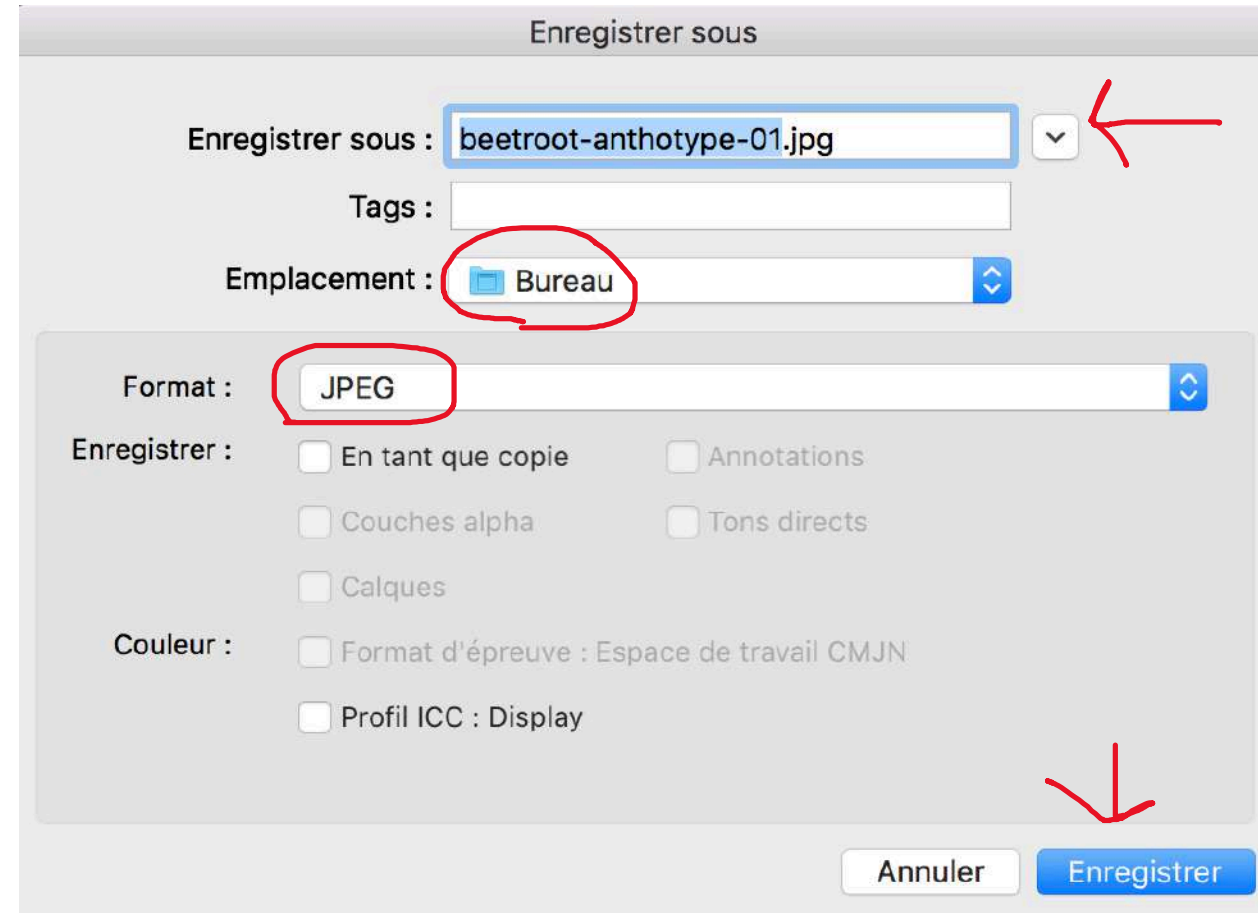 Enregistrer sous
Enregistrer sous : beetroot-anthotype-01.jpg
Tags :
Emplacement : Bureau
Format : JPEG
Enregistrer : En tant que copie Annotations
Couches alpha Tons directs
Calques
Couleur : Format d'épreuve : Espace de travail CMJN
Profil ICC : Display
Annuler Enregistrer